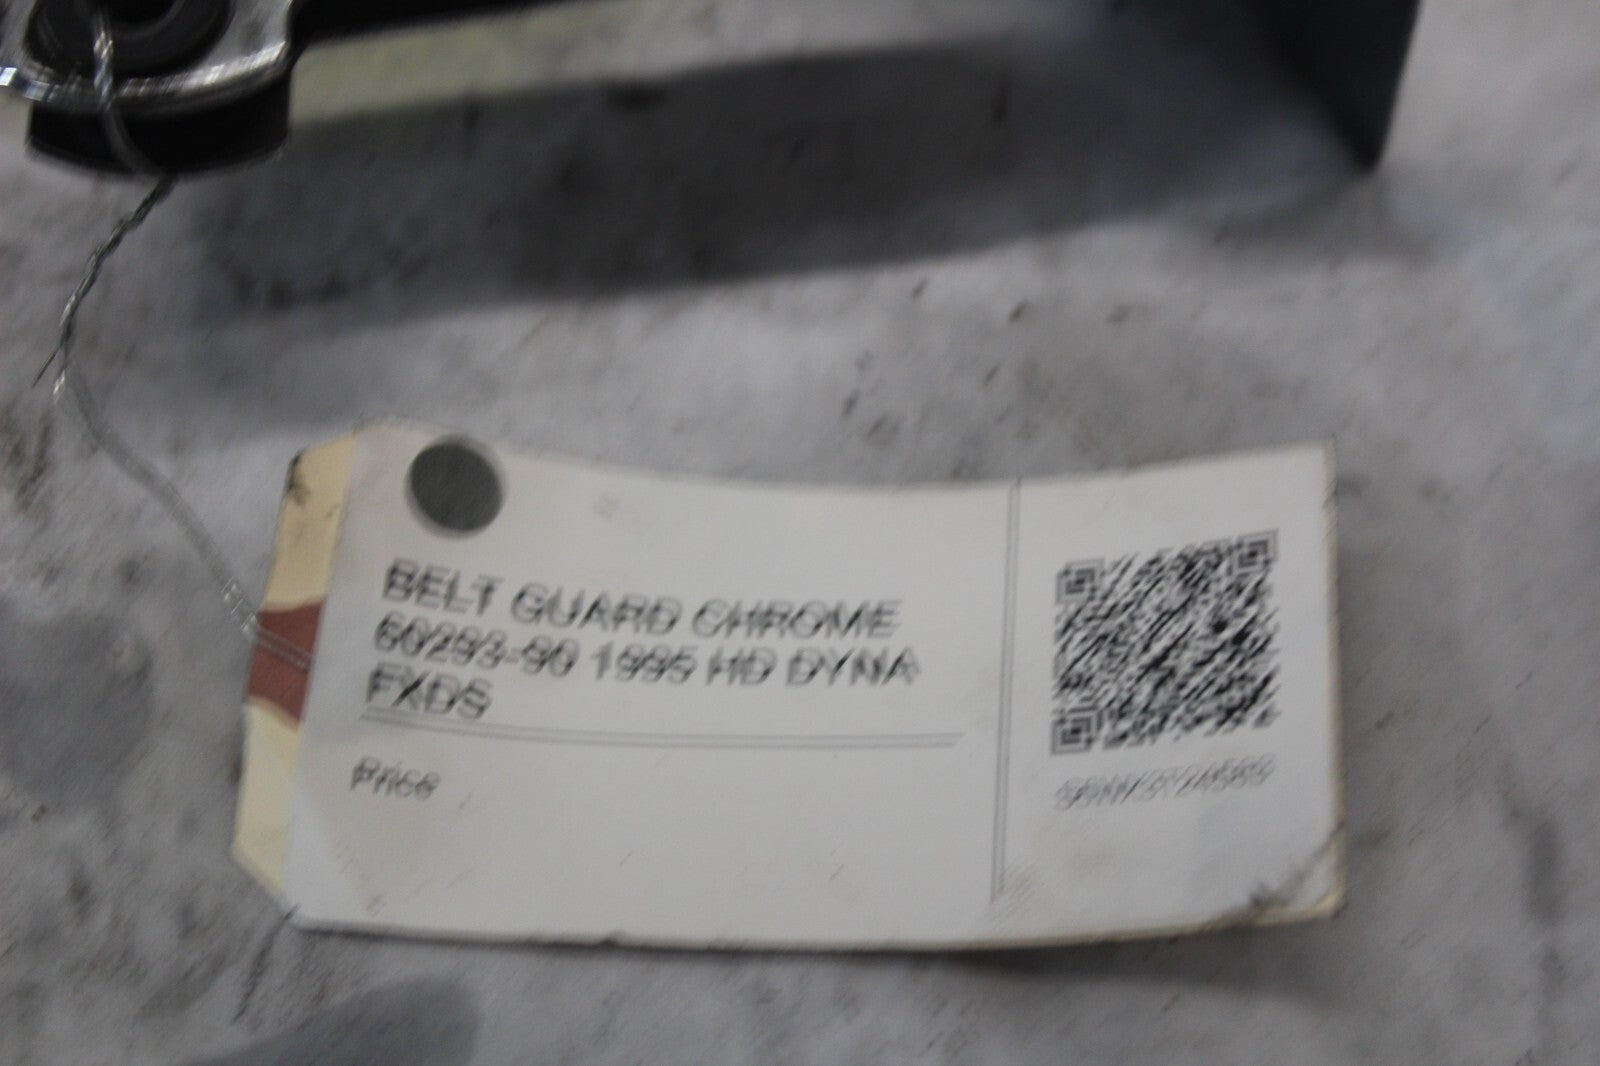 BELT GUARD CHROME
60293-90 1995 HD DYNA
FXDS
Price